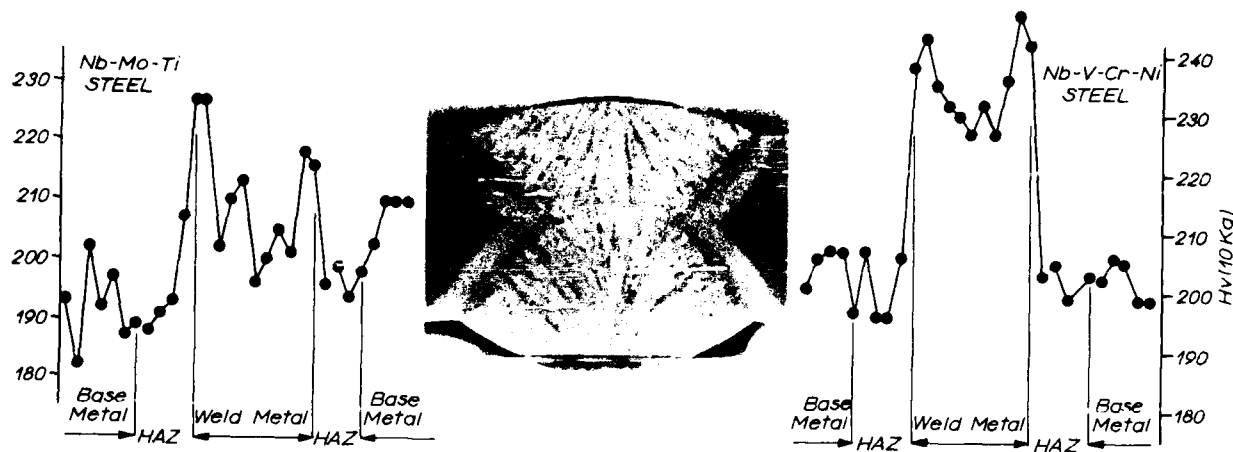 Nb-Mo-Ti
STEEL
230
220
210
200
190
180
Base
Metal
HAZ
Weld Metal
HAZ
Base
Metal
Nb-V-Cr-Ni
STEEL
240
230
220
210
200
190
180
Hv(10Kg)
Base
Metal
HAZ
Weld Metal
HAZ
Base
Metal